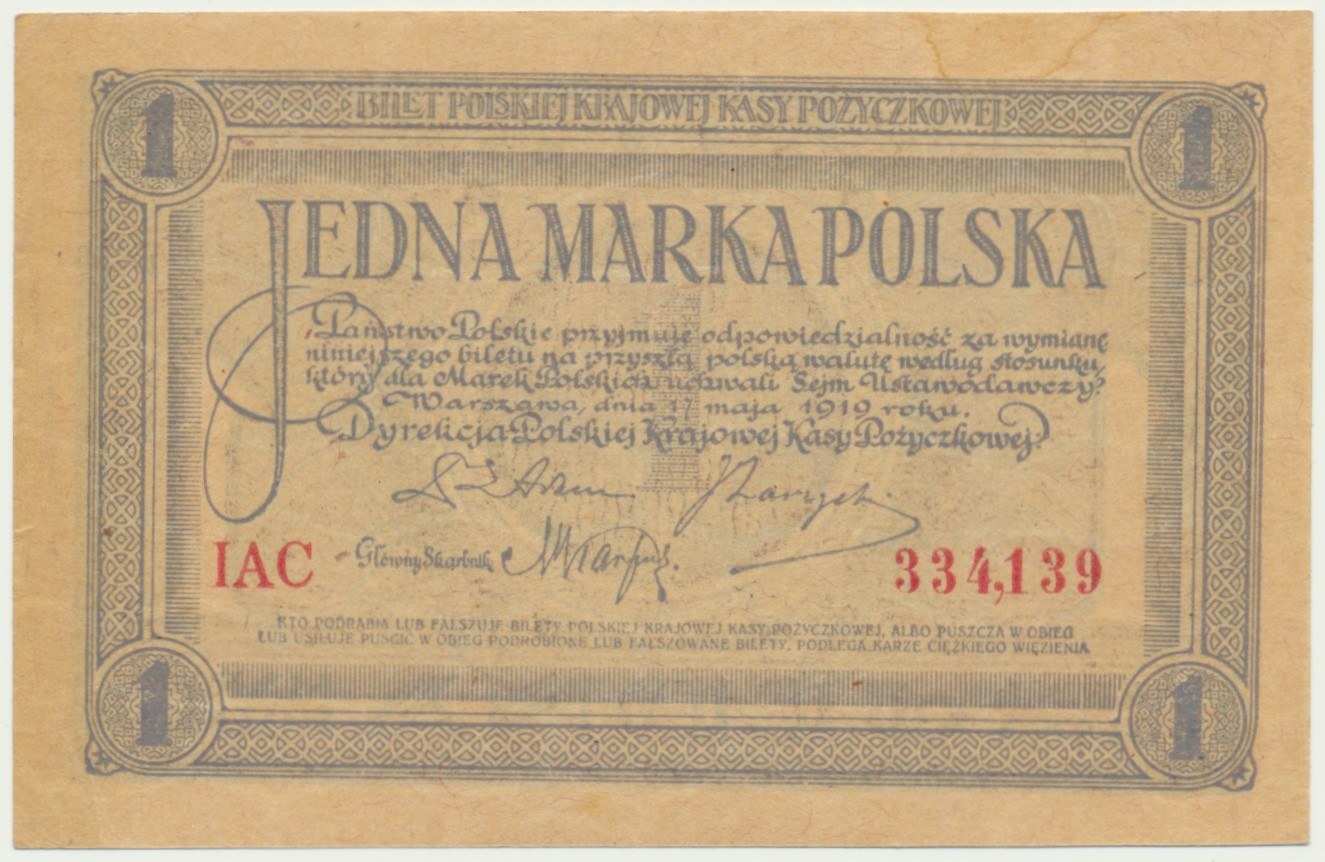 BILET POLSKIEJ KRAJOWEJ KASY POŻYCZKOWEJ
1 1
JEDNA MARKA POLSKA
Państwo Polskie przyjmuje odpowiedzialność za wymianę
niniejszego biletu na przyszłą polską walutę według stosunku,
który dla Marek Polskich uchwali Sejm Ustawodawczy.
Warszawa, dnia 17 maja 1919 roku.
Dyrekcja Polskiej Krajowej Kasy Pożyczkowej
IAC Główny Skarbnik 334,139
KTO PODRABIA LUB FAŁSZUJE BILETY POLSKIEJ KRAJOWEJ KASY POŻYCZKOWEJ, ALBO PUSZCZA W OBIEG
LUB USIŁUJE PUŚCIĆ W OBIEG PODROBIONE LUB FAŁSZOWANE BILETY, PODLEGA KARZE CIĘŻKIEGO WIĘZIENIA
1 1